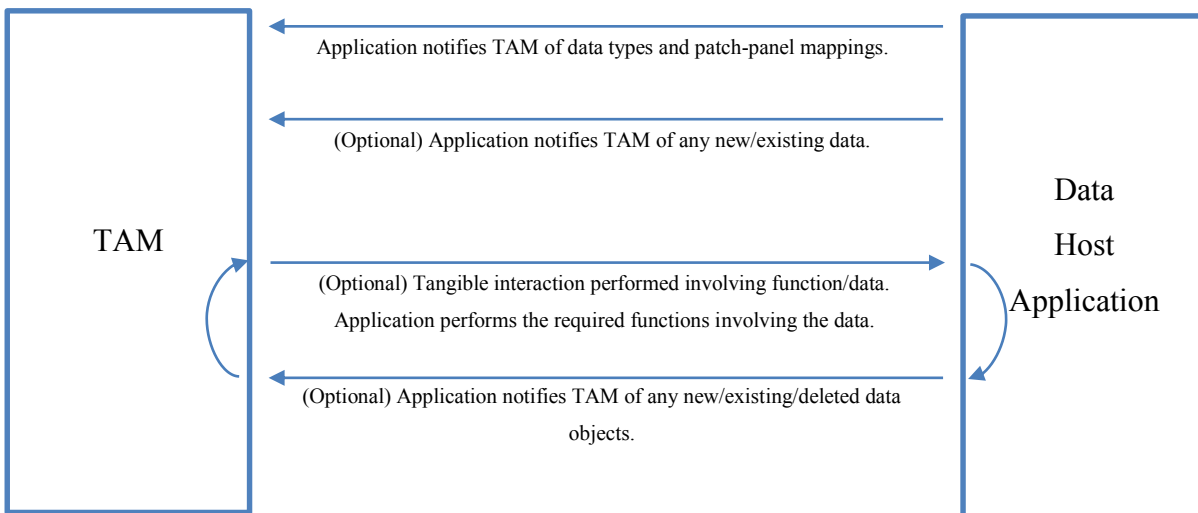 Application notifies TAM of data types and patch-panel mappings.
(Optional) Application notifies TAM of any new/existing data.
TAM
Data
Host
Application
(Optional) Tangible interaction performed involving function/data.
Application performs the required functions involving the data.
(Optional) Application notifies TAM of any new/existing/deleted data
objects.